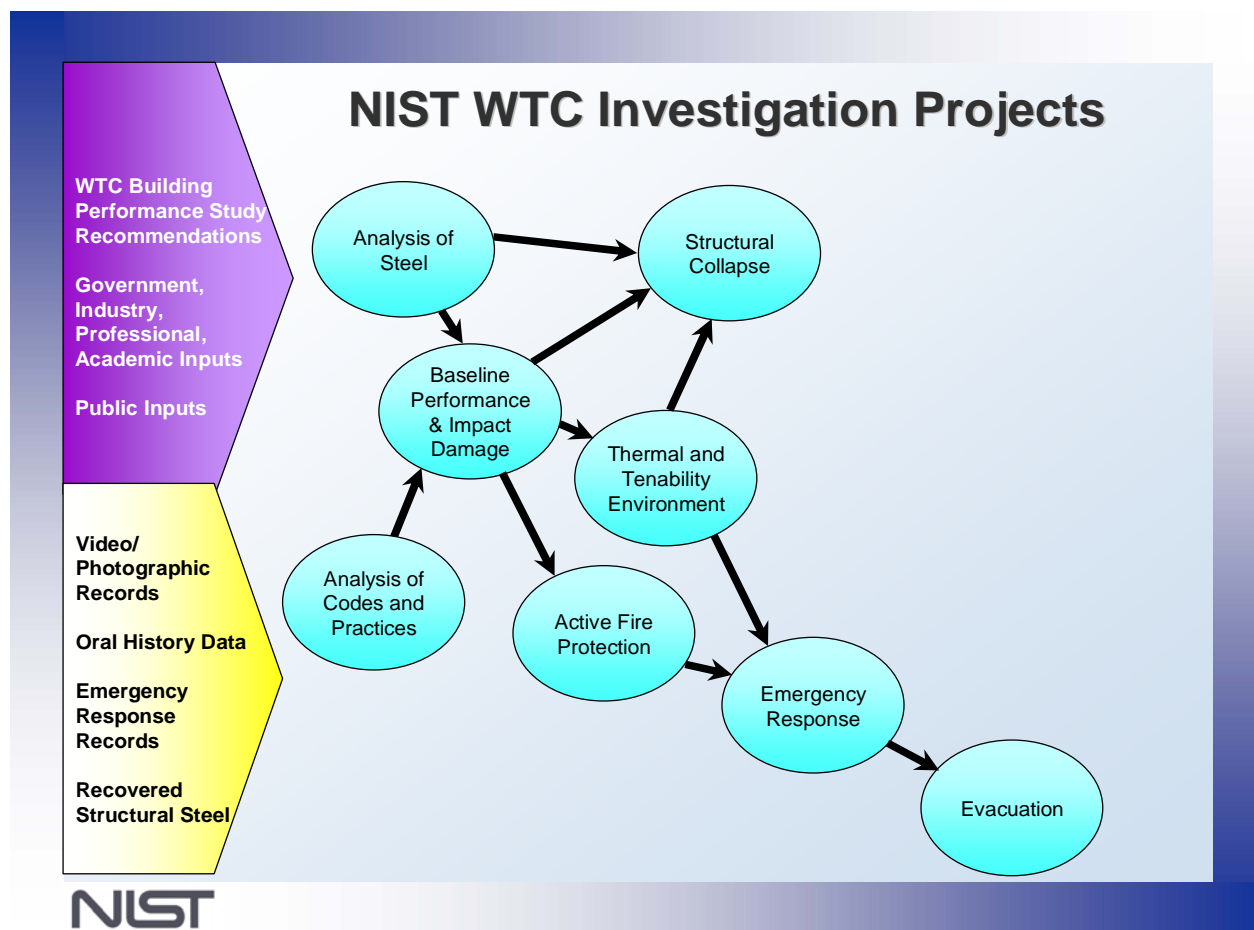 NIST WTC Investigation Projects
WTC Building
Performance Study
Recommendations
Government,
Industry,
Professional,
Academic Inputs
Public Inputs
Video/
Photographic
Records
Oral History Data
Emergency
Response
Records
Recovered
Structural Steel
Analysis of
Steel
Structural
Collapse
Baseline
Performance
& Impact
Damage
Thermal and
Tenability
Environment
Analysis of
Codes and
Practices
Active Fire
Protection
Emergency
Response
Evacuation
NIST